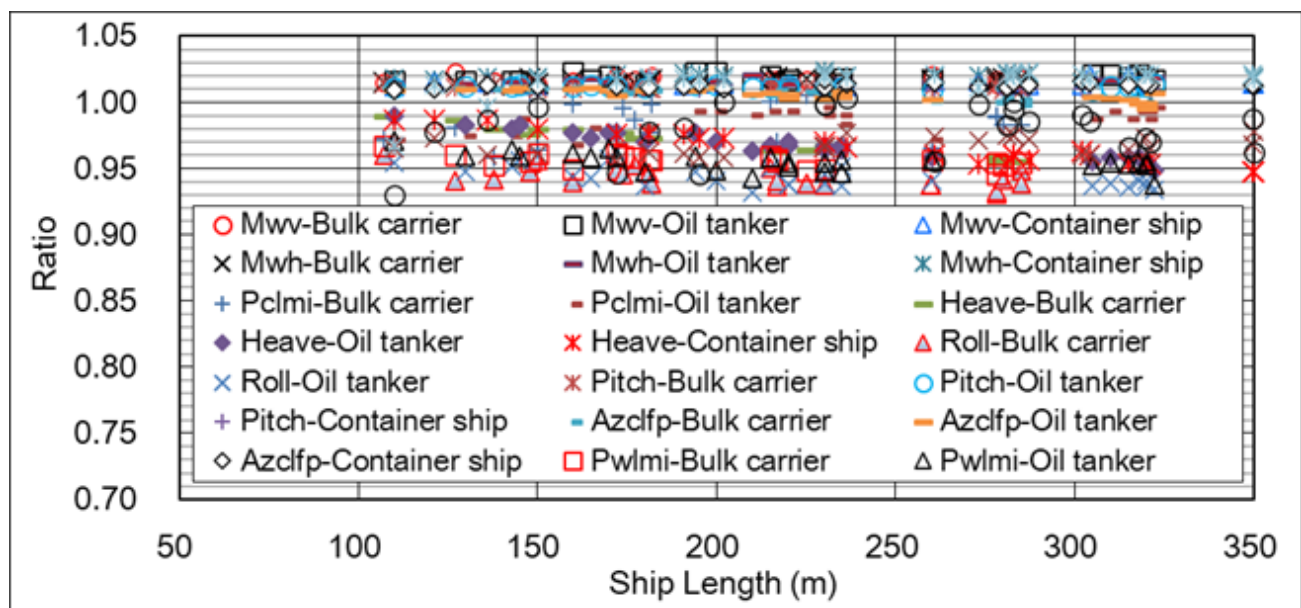 1.05
1.00
0.95
0.90
0.85
0.80
0.75
0.70
Ratio
Mwv-Bulk carrier Mwv-Oil tanker Mwv-Container ship
Mwh-Bulk carrier Mwh-Oil tanker Mwh-Container ship
Pclmi-Bulk carrier Pclmi-Oil tanker Heave-Bulk carrier
Heave-Oil tanker Heave-Container ship Roll-Bulk carrier
Roll-Oil tanker Pitch-Bulk carrier Pitch-Oil tanker
Pitch-Container ship Azclfp-Bulk carrier Azclfp-Oil tanker
Azclfp-Container ship Pwlmi-Bulk carrier Pwlmi-Oil tanker
50 100 150 200 250 300 350
Ship Length (m)